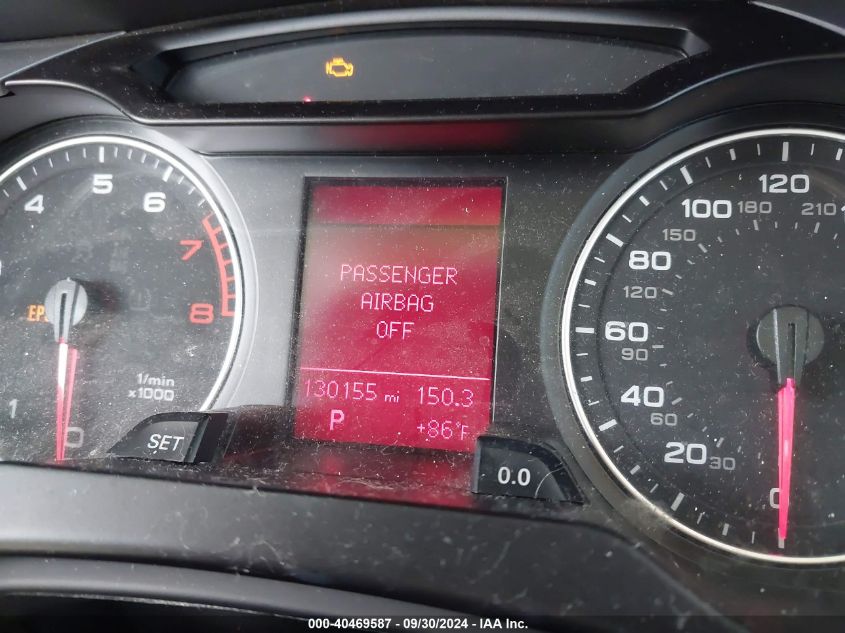 4 5 6 7 8
EP
1/min
x1000
1 0
SET
PASSENGER
AIRBAG
OFF
130155 mi 150.3
P +86°F
0.0
0 20 40 60 80 100 120
30 60 90 120 150 180 210
000-40469587 - 09/30/2024 - IAA Inc.